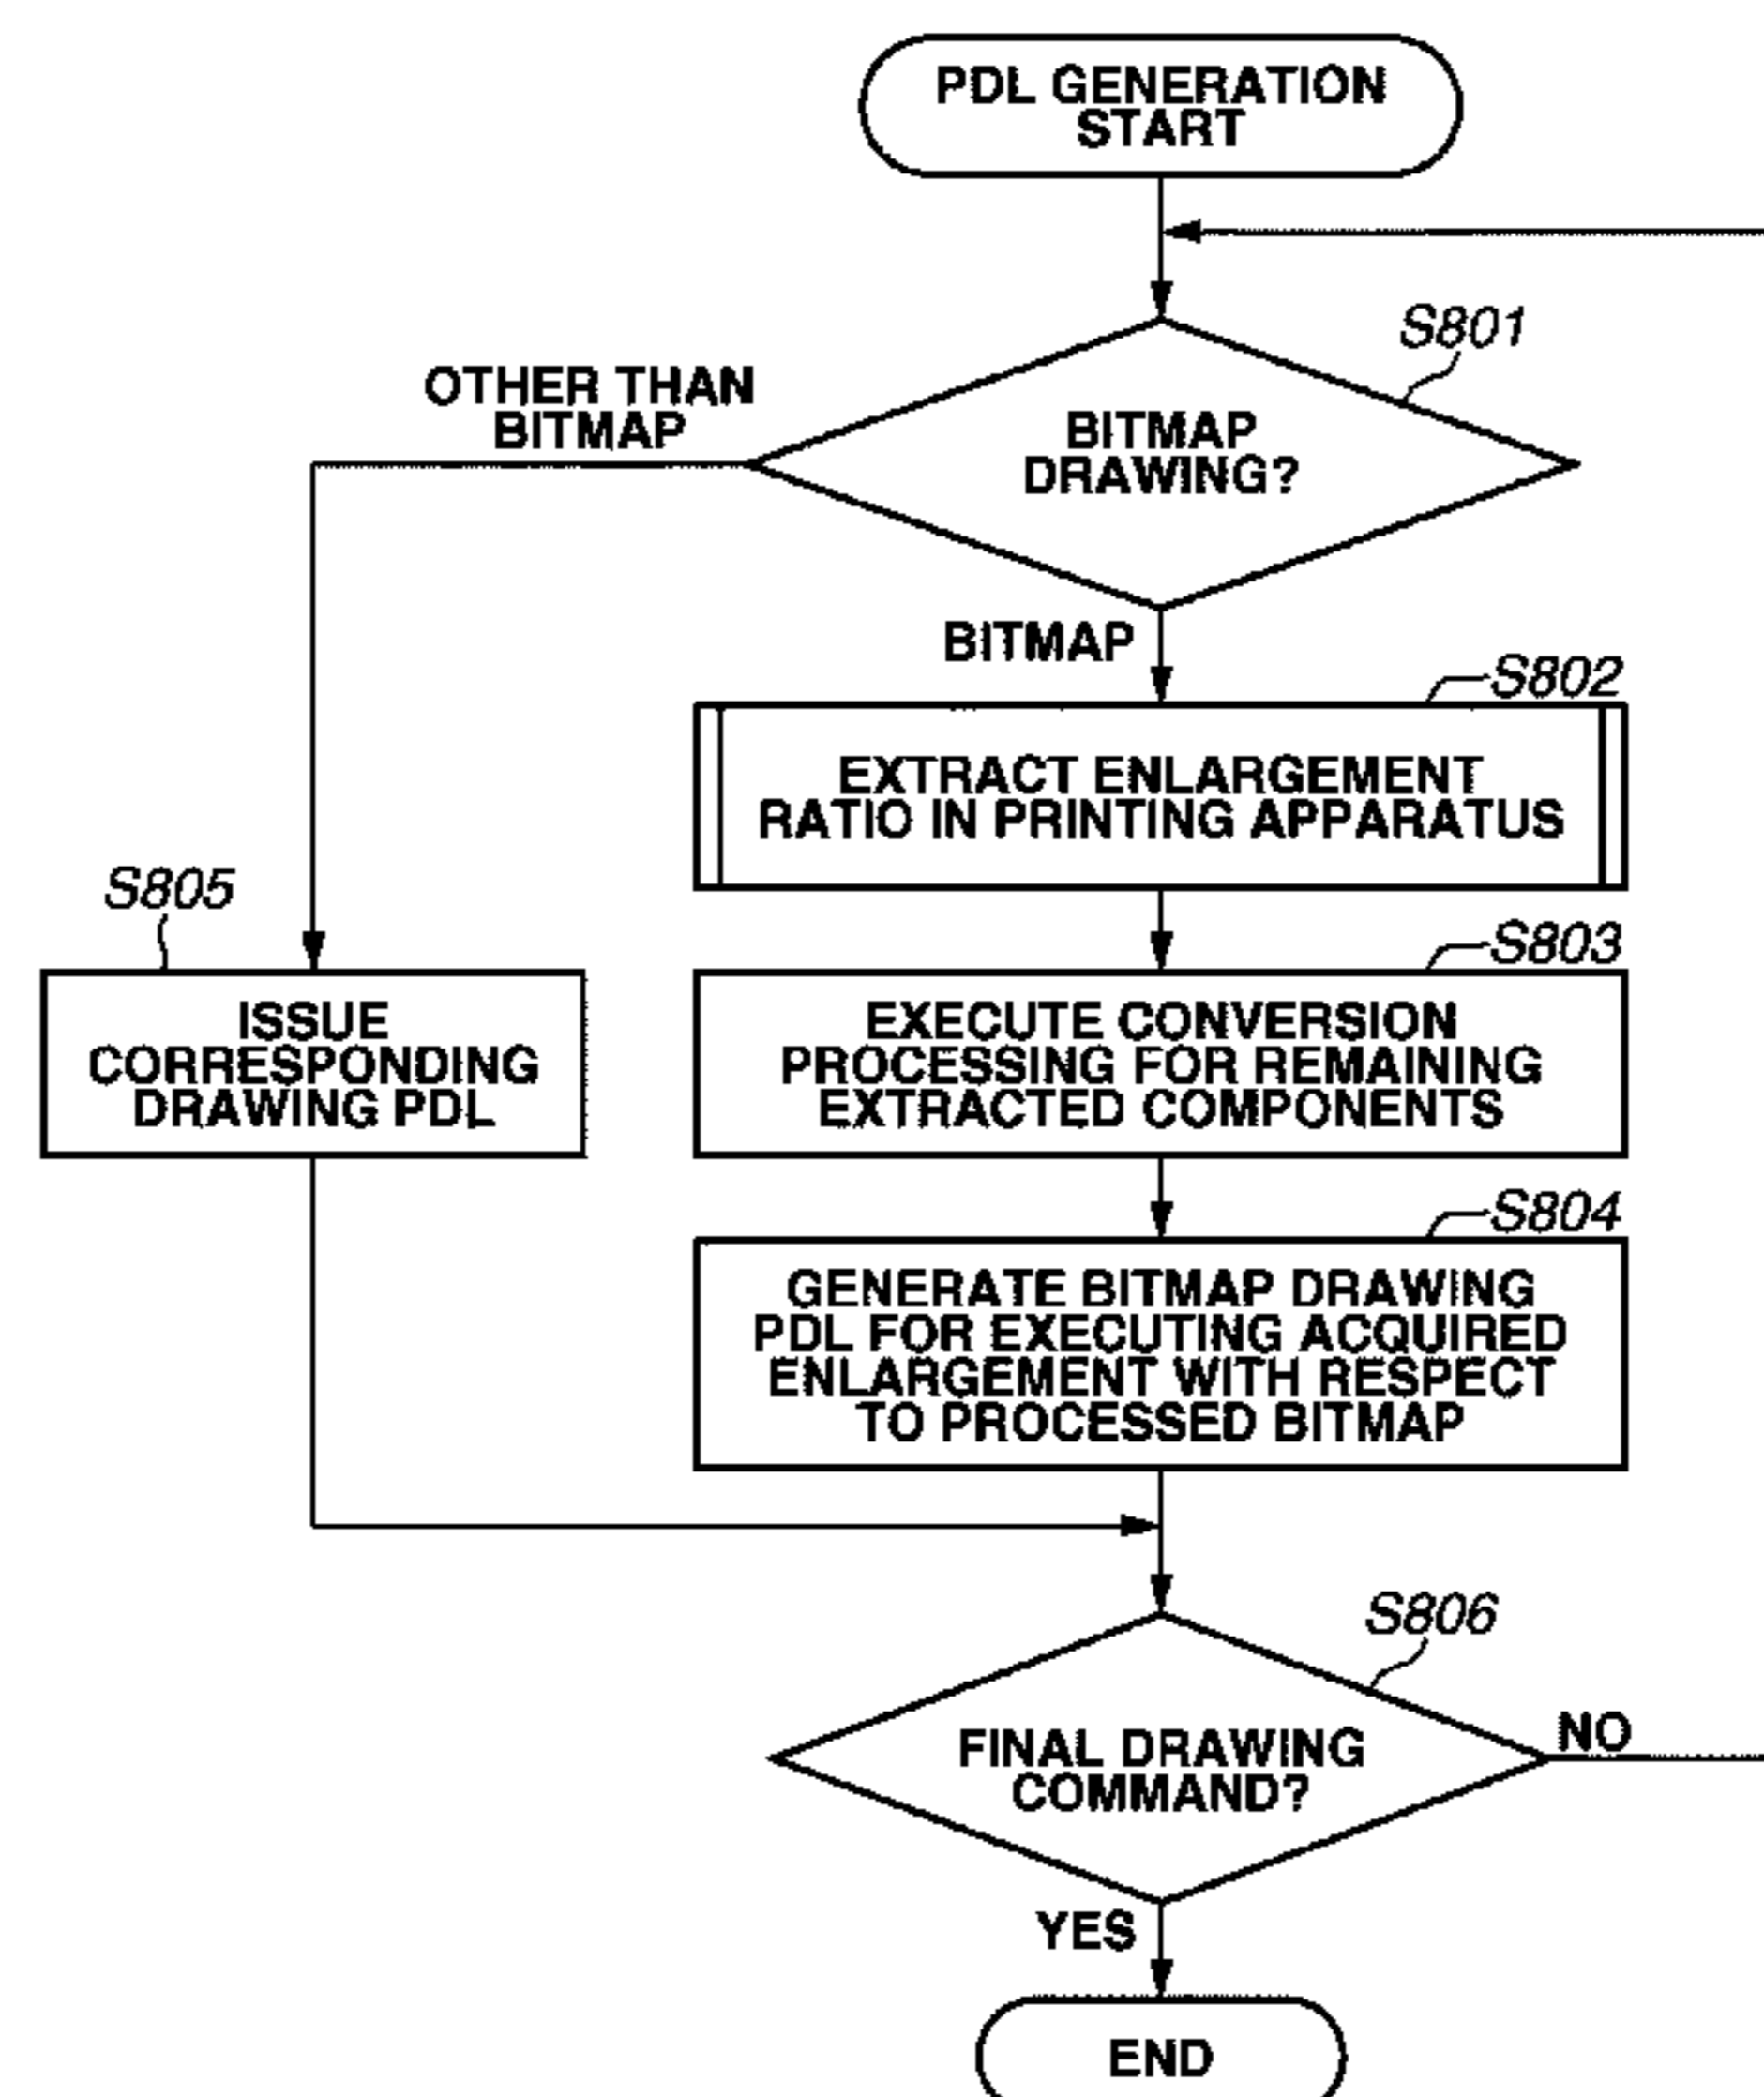 PDL GENERATION
START
S801
OTHER THAN
BITMAP
BITMAP
DRAWING?
BITMAP
S802
EXTRACT ENLARGEMENT
RATIO IN PRINTING APPARATUS
S805
S803
ISSUE
CORRESPONDING
DRAWING PDL
EXECUTE CONVERSION
PROCESSING FOR REMAINING
EXTRACTED COMPONENTS
S804
GENERATE BITMAP DRAWING
PDL FOR EXECUTING ACQUIRED
ENLARGEMENT WITH RESPECT
TO PROCESSED BITMAP
S806
FINAL DRAWING
COMMAND?
NO
YES
END